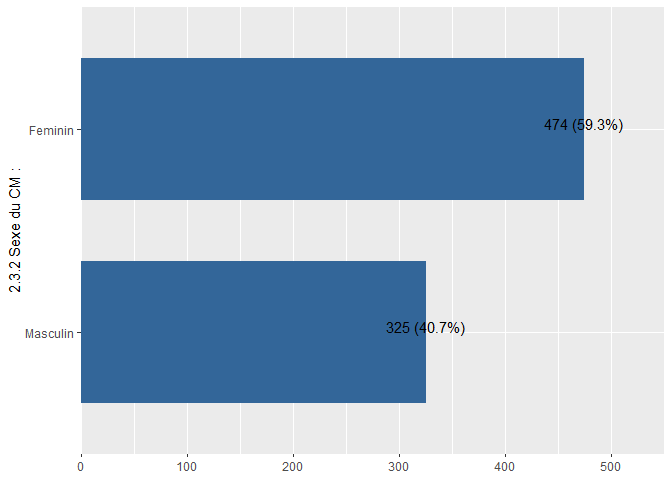 2.3.2 Sexe du CM :
Feminin
474 (59.3%)
Masculin
325 (40.7%)
0 100 200 300 400 500